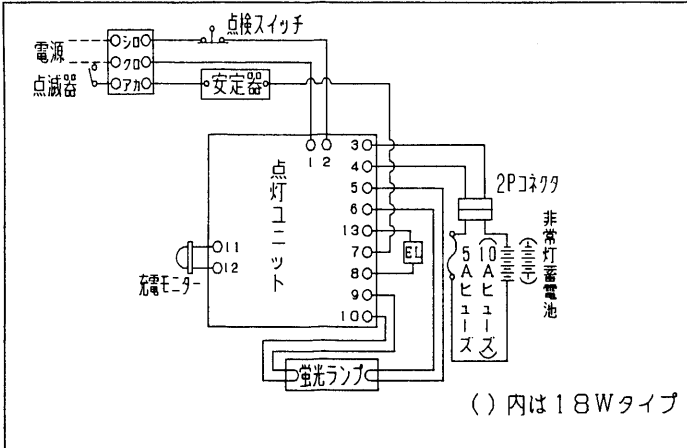 点検スイッチ
電源
シロ
クロ
点滅器
アカ
安定器
1 2
点灯ユニット
3
4
5
6
13
7
8
9
10
EL
11
12
充電モニター
2Pコネクタ
5Aヒューズ
(10Aヒューズ)
非常灯蓄電池
蛍光ランプ
()内は18Wタイプ